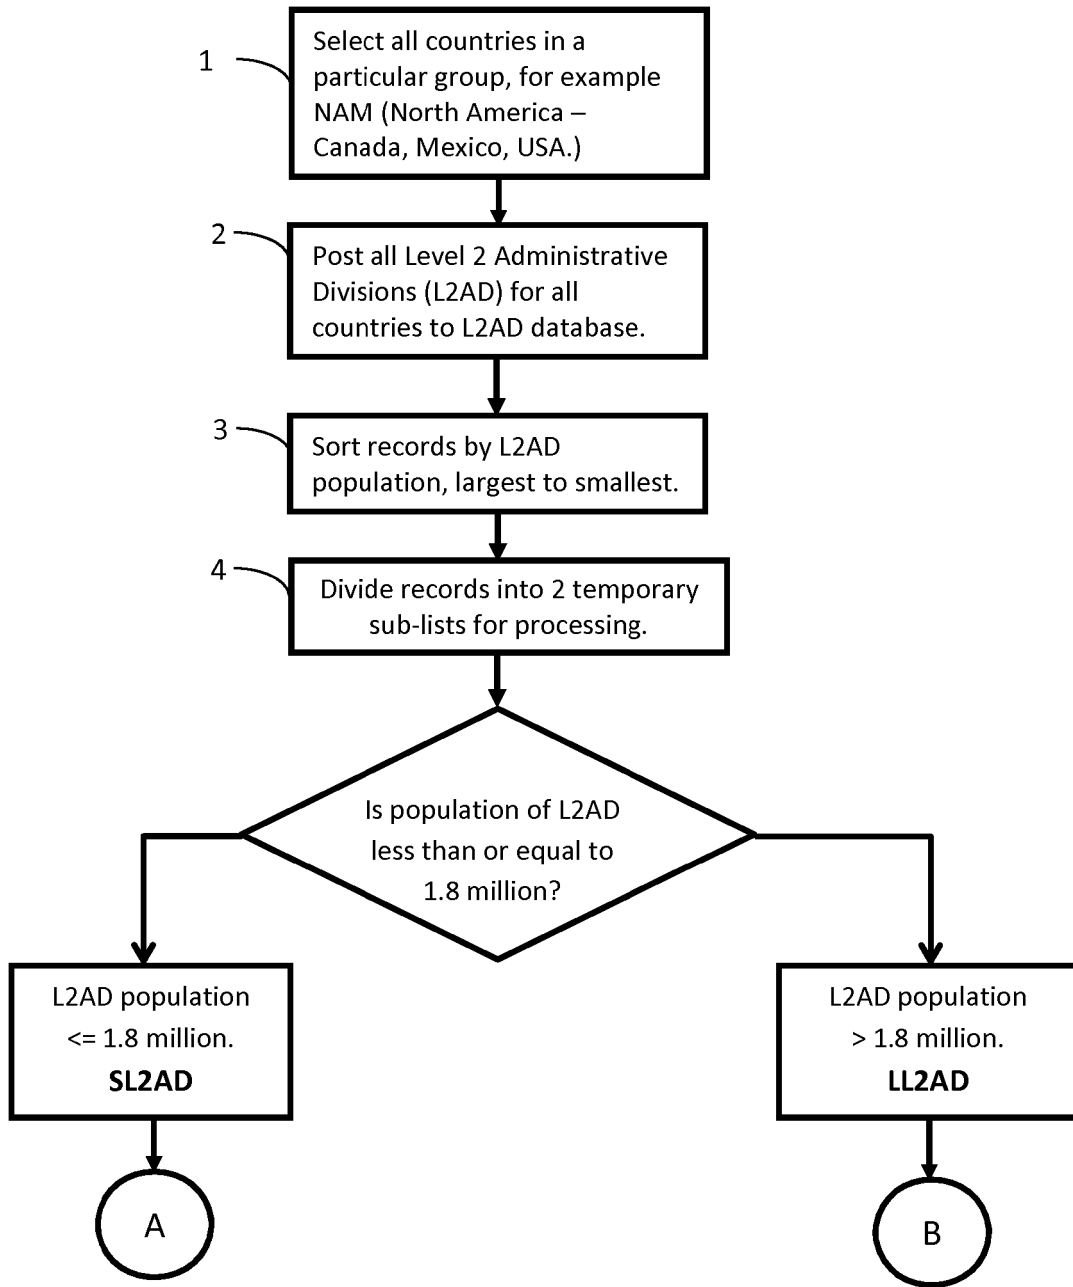 1
Select all countries in a
particular group, for example
NAM (North America –
Canada, Mexico, USA.)
2
Post all Level 2 Administrative
Divisions (L2AD) for all
countries to L2AD database.
3
Sort records by L2AD
population, largest to smallest.
4
Divide records into 2 temporary
sub-lists for processing.
Is population of L2AD
less than or equal to
1.8 million?
L2AD population
<= 1.8 million.
SL2AD
L2AD population
> 1.8 million.
LL2AD
A
B